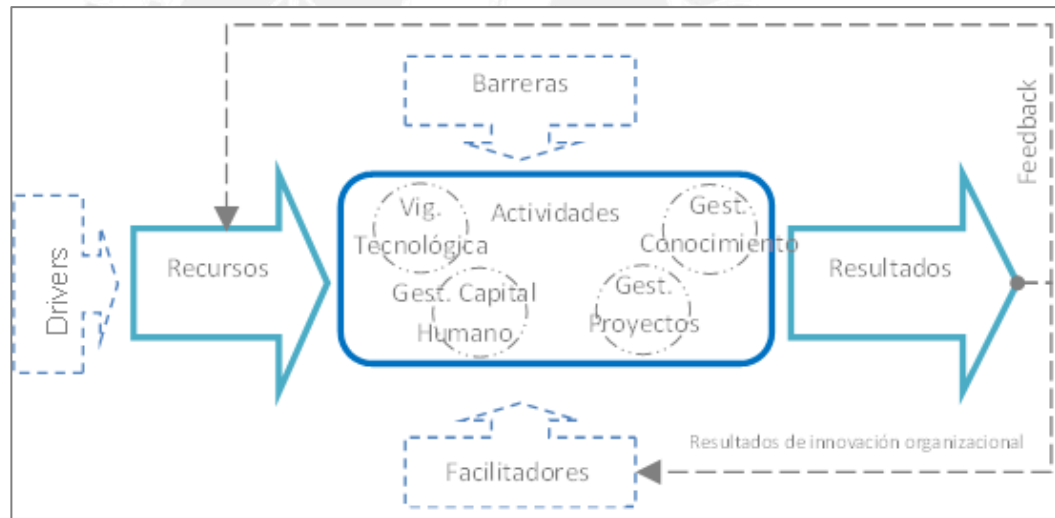 Barreras
Feedback
Drivers
Recursos
Vig.
Tecnológica
Actividades
Gest.
Conocimiento
Gest. Capital
Humano
Gest.
Proyectos
Resultados
Resultados de innovación organizacional
Facilitadores